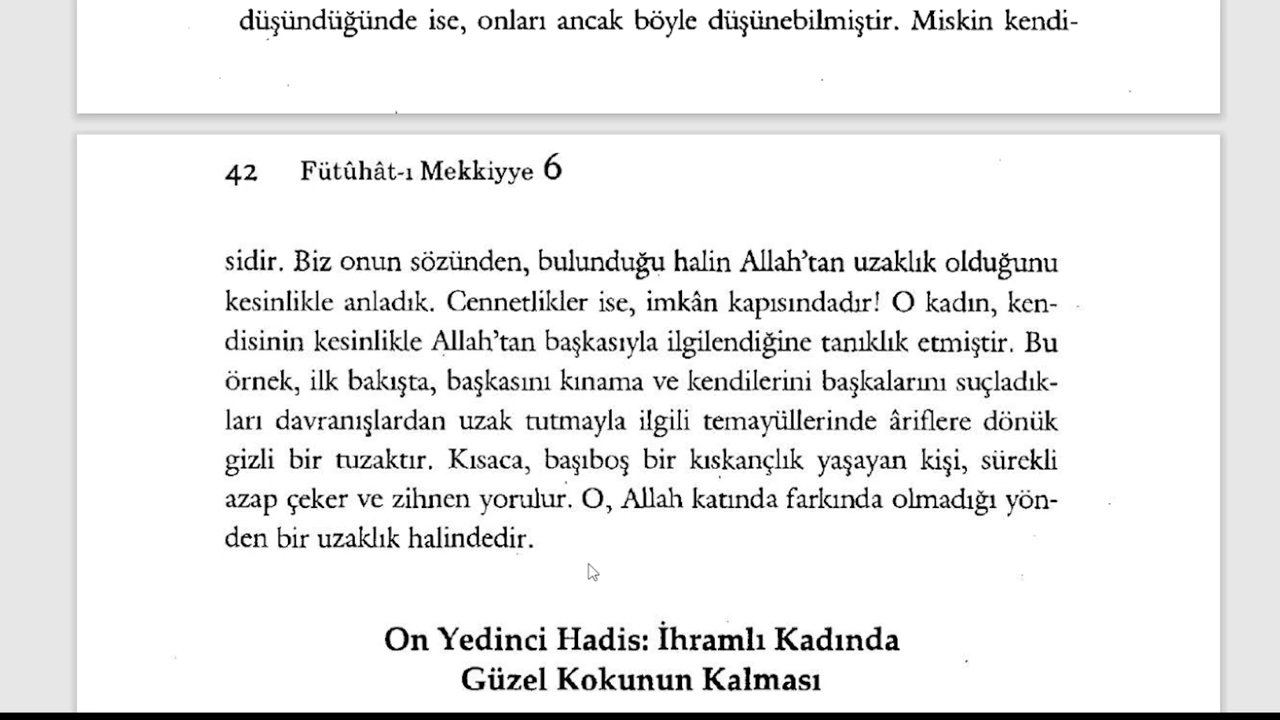 düşündüğünde ise, onları ancak böyle düşünebilmiştir. Miskin kendi-
42 Fütûhât-ı Mekkiyye 6
sidir. Biz onun sözünden, bulunduğu halin Allah’tan uzaklık olduğunu
kesinlikle anladık. Cennetlikler ise, imkân kapısındadır! O kadın, ken-
disinin kesinlikle Allah’tan başkasıyla ilgilendiğine tanıklık etmiştir. Bu
örnek, ilk bakışta, başkasını kınama ve kendilerini başkalarını suçladık-
ları davranışlardan uzak tutmayla ilgili temayüllerinde âriflere dönük
gizli bir tuzaktır. Kısaca, başıboş bir kıskançlık yaşayan kişi, sürekli
azap çeker ve zihnen yorulur. O, Allah katında farkında olmadığı yön-
den bir uzaklık halindedir.
On Yedinci Hadis: İhramlı Kadında
Güzel Kokunun Kalması